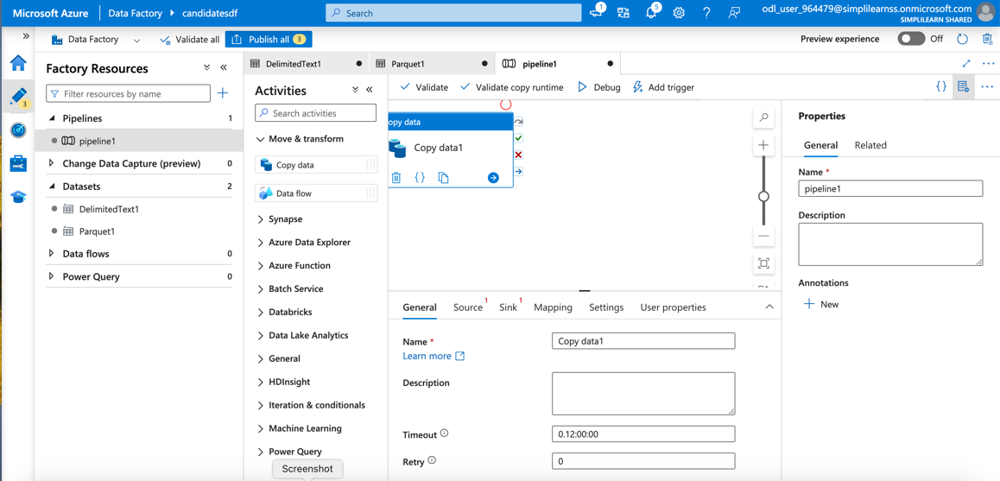 Microsoft Azure
Data Factory
candidatesdf
Search
1
5
odl_user_964479@simplilearnss.onmicrosoft.com
SIMPLILEARN SHARED
Data Factory
Validate all
Publish all 3
Preview experience
Off
Factory Resources
Filter resources by name
3
Pipelines 1
pipeline1
Change Data Capture (preview) 0
Datasets 2
DelimitedText1
Parquet1
Data flows 0
Power Query 0
DelimitedText1
Parquet1
pipeline1
Activities
Search activities
Move & transform
Copy data
Data flow
Synapse
Azure Data Explorer
Azure Function
Batch Service
Databricks
Data Lake Analytics
General
HDInsight
Iteration & conditionals
Machine Learning
Power Query
Screenshot
Validate
Validate copy runtime
Debug
Add trigger
opy data
Copy data1
General
Source 1
Sink 1
Mapping
Settings
User properties
Name *
Copy data1
Learn more
Description
Timeout
0.12:00:00
Retry
0
Properties
General
Related
Name *
pipeline1
Description
Annotations
New